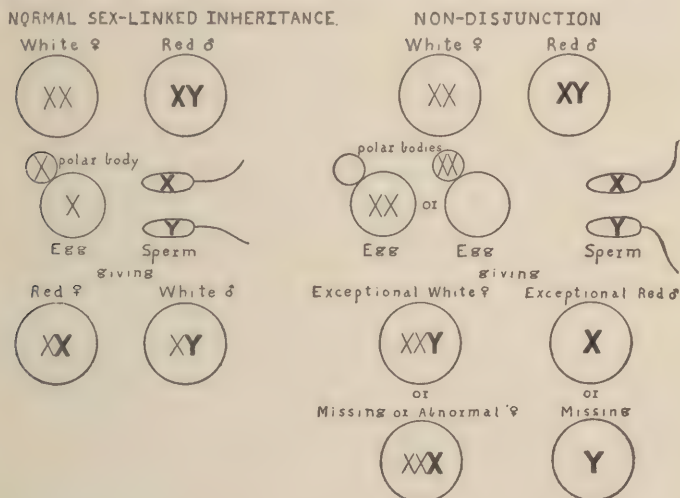 NORMAL SEX-LINKED INHERITANCE.
White ♀ Red ♂
XX XY
X polar body
X X
Y
Egg Sperm
giving
Red ♀ White ♂
XX XY
NON-DISJUNCTION
White ♀ Red ♂
XX XY
polar bodies
XX
XX or X
Y
Egg Egg Sperm
giving
Exceptional White ♀ Exceptional Red ♂
XXY X
or or
Missing or Abnormal ♀ Missing
XXX Y